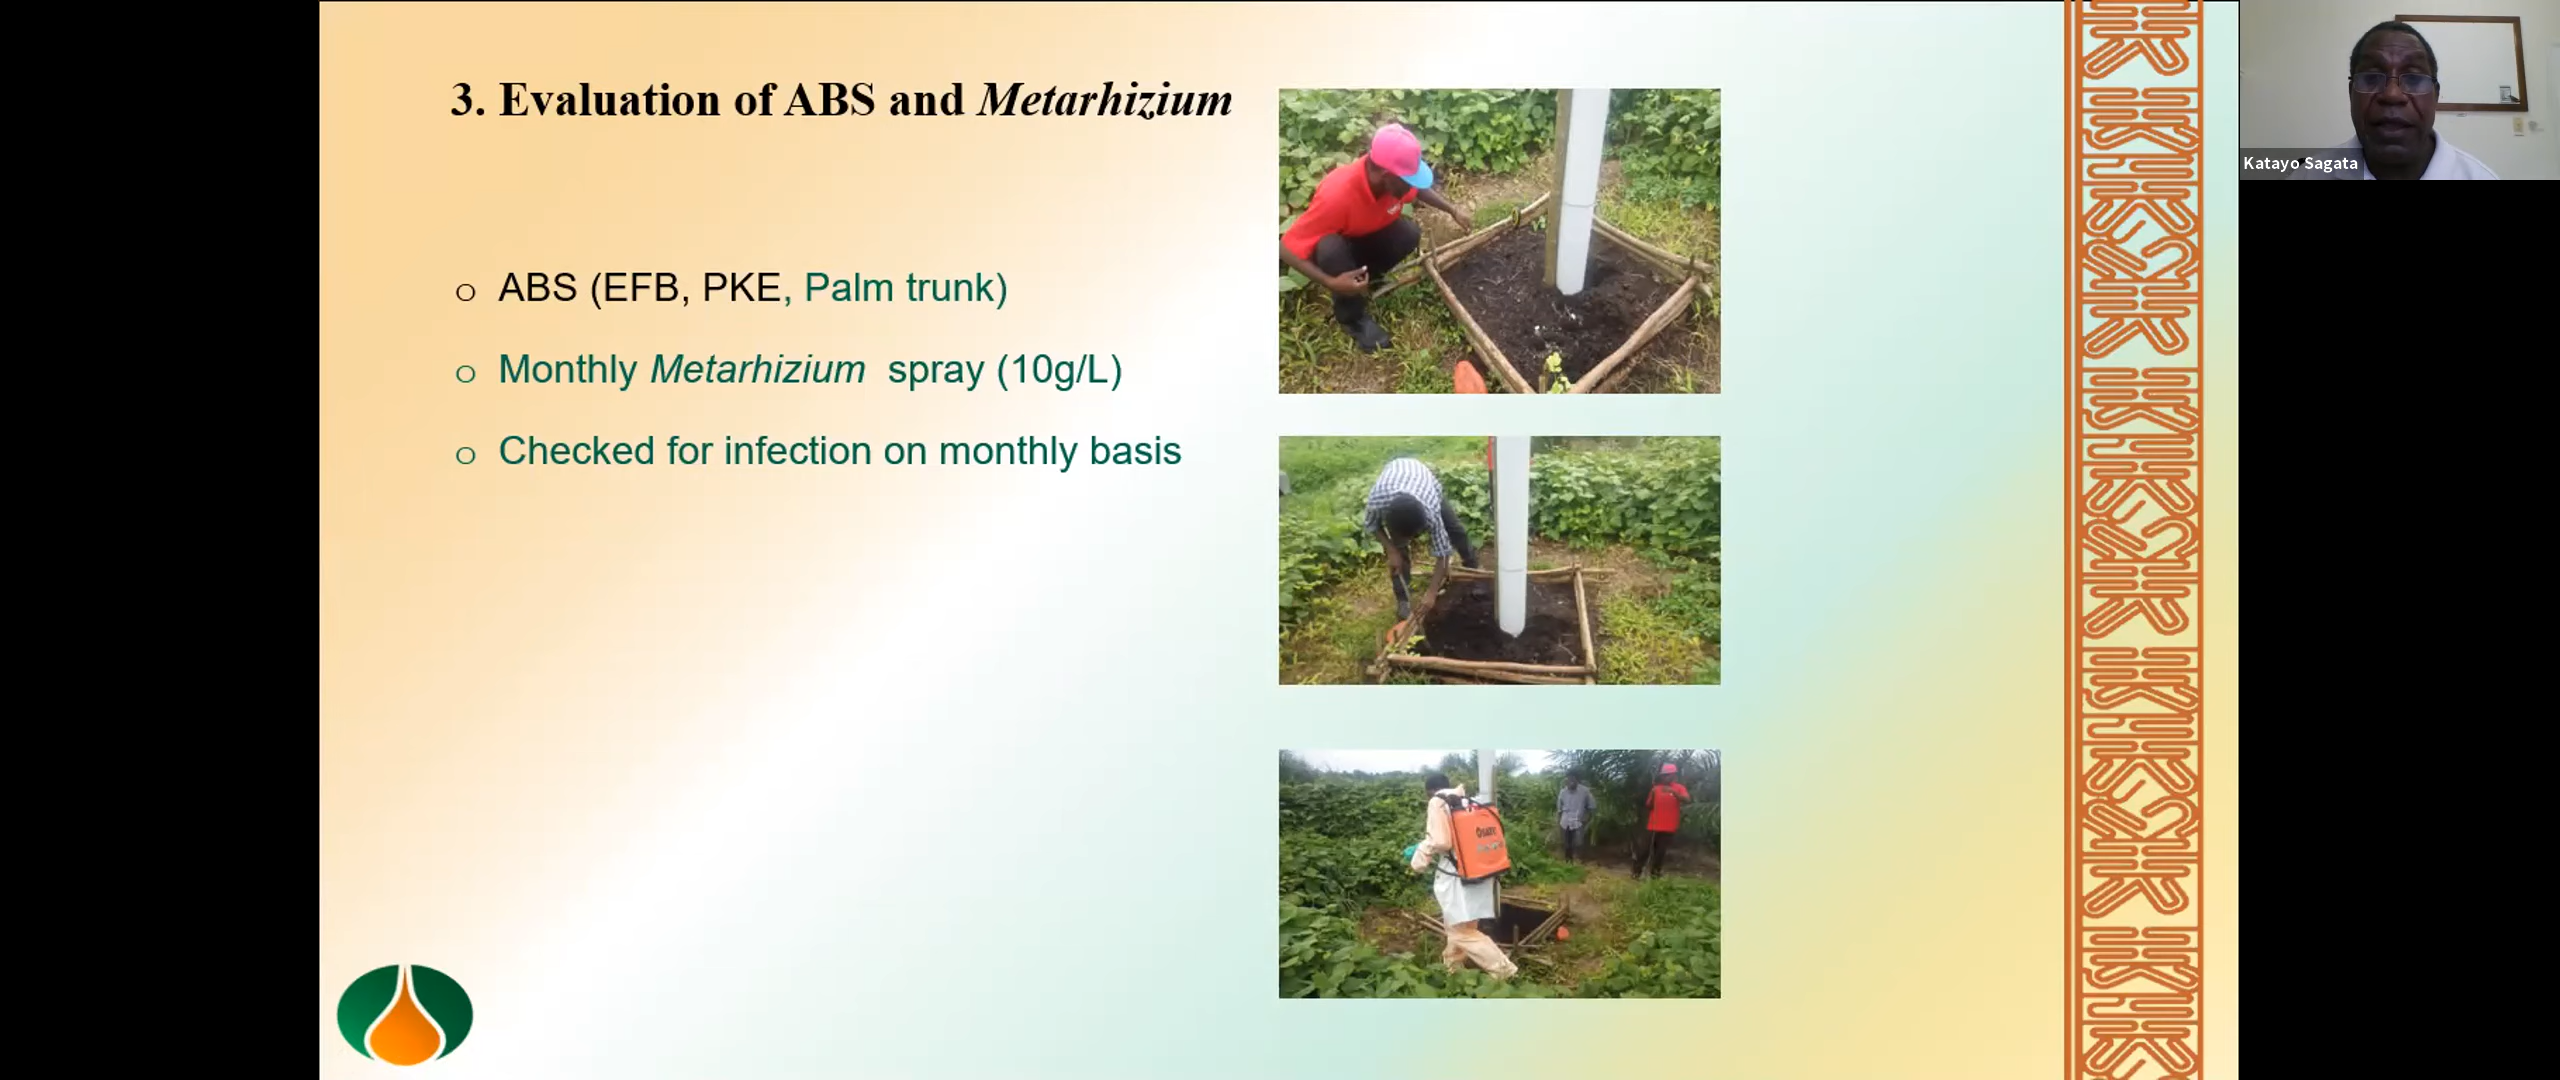 3. Evaluation of ABS and Metarhizium
ABS (EFB, PKE, Palm trunk)
Monthly Metarhizium spray (10g/L)
Checked for infection on monthly basis
Katayo Sagata